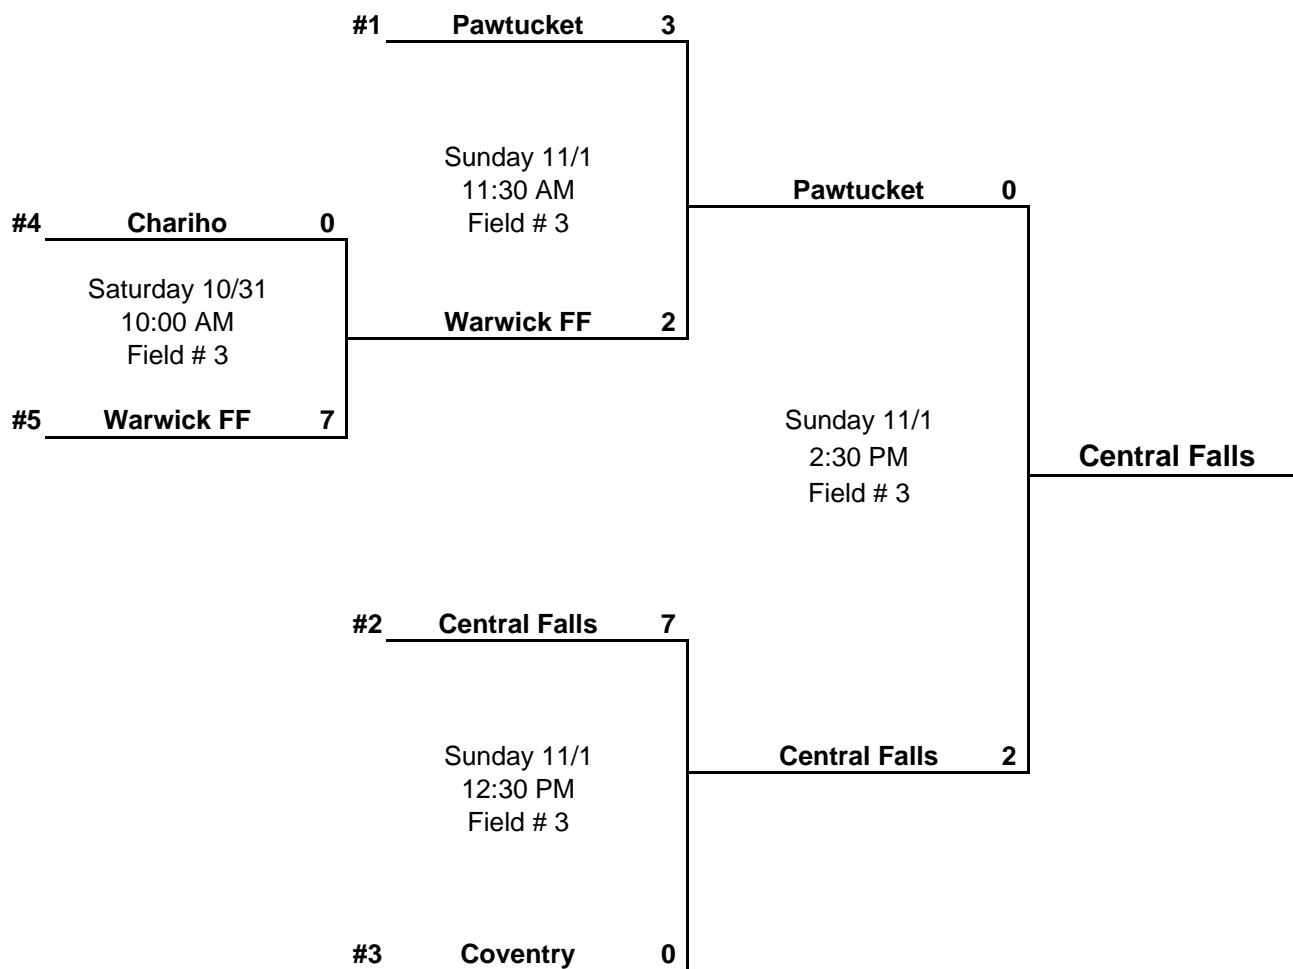 #1 Pawtucket 3
Sunday 11/1
11:30 AM
Field # 3
Pawtucket 0
#4 Chariho 0
Saturday 10/31
10:00 AM
Field # 3
Warwick FF 2
#5 Warwick FF 7
Sunday 11/1
2:30 PM
Field # 3
Central Falls
#2 Central Falls 7
Sunday 11/1
12:30 PM
Field # 3
Central Falls 2
#3 Coventry 0